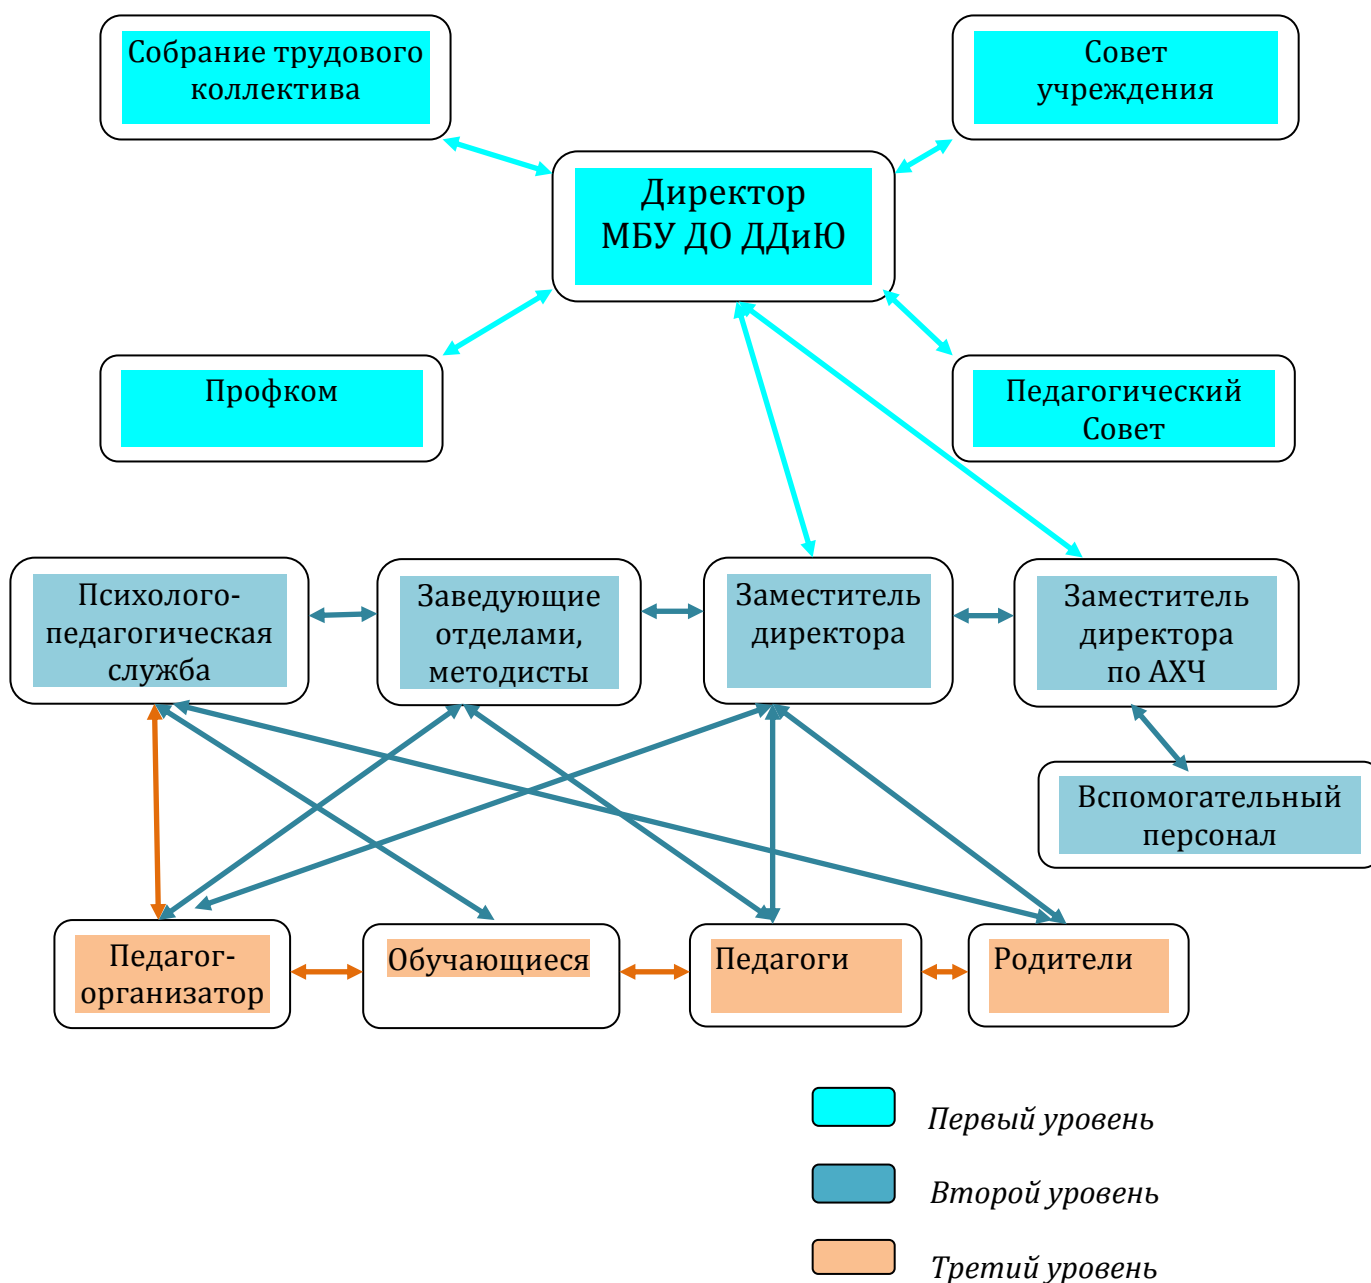 Собрание трудового
коллектива
Совет
учреждения
Директор
МБУ ДО ДДиЮ
Профком
Педагогический
Совет
Психолого-
педагогическая
служба
Заведующие
отделами,
методисты
Заместитель
директора
Заместитель
директора
по АХЧ
Вспомогательный
персонал
Педагог-
организатор
Обучающиеся
Педагоги
Родители
Первый уровень
Второй уровень
Третий уровень